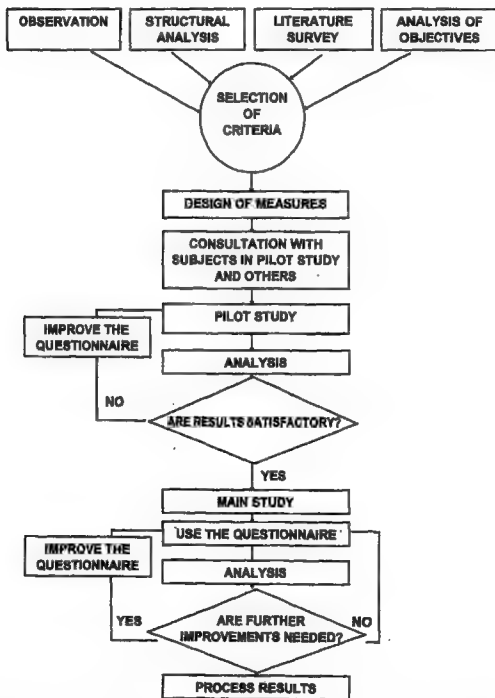 OBSERVATION
STRUCTURAL
ANALYSIS
LITERATURE
SURVEY
ANALYSIS OF
OBJECTIVES
SELECTION
OF
CRITERIA
DESIGN OF MEASURES
CONSULTATION WITH
SUBJECTS IN PILOT STUDY
AND OTHERS
PILOT STUDY
IMPROVE THE
QUESTIONNAIRE
ANALYSIS
NO
ARE RESULTS SATISFACTORY?
YES
MAIN STUDY
USE THE QUESTIONNAIRE
IMPROVE THE
QUESTIONNAIRE
ANALYSIS
YES
ARE FURTHER
IMPROVEMENTS NEEDED?
NO
PROCESS RESULTS